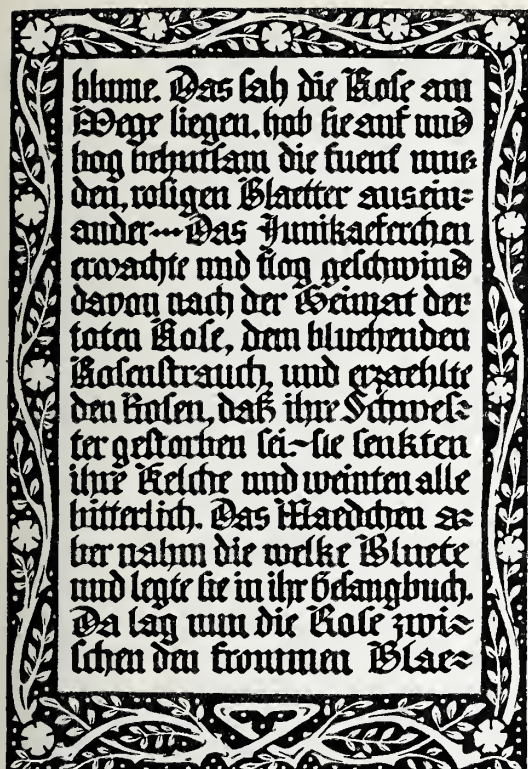 blume. Das sah die Rose am
Wege liegen, hob sie auf und
bog behutsam die fuenf mue-
den, rosigen Blaetter ausein-
ander... Das Junikaeferchen
erwachte und flog geschwind
davon nach der Heimat der
toten Rose, dem bluehenden
Rosenstrauch, und erzaehlte
den Rosen, daß ihre Schwes-
ter gestorben sei-sie senkten
ihre Kelche und weinten alle
bitterlich. Das Maedchen a-
ber nahm die welke Bluete
und legte sie in ihr Gesangbuch.
Da lag nun die Rose zwi-
schen den frommen Blae-